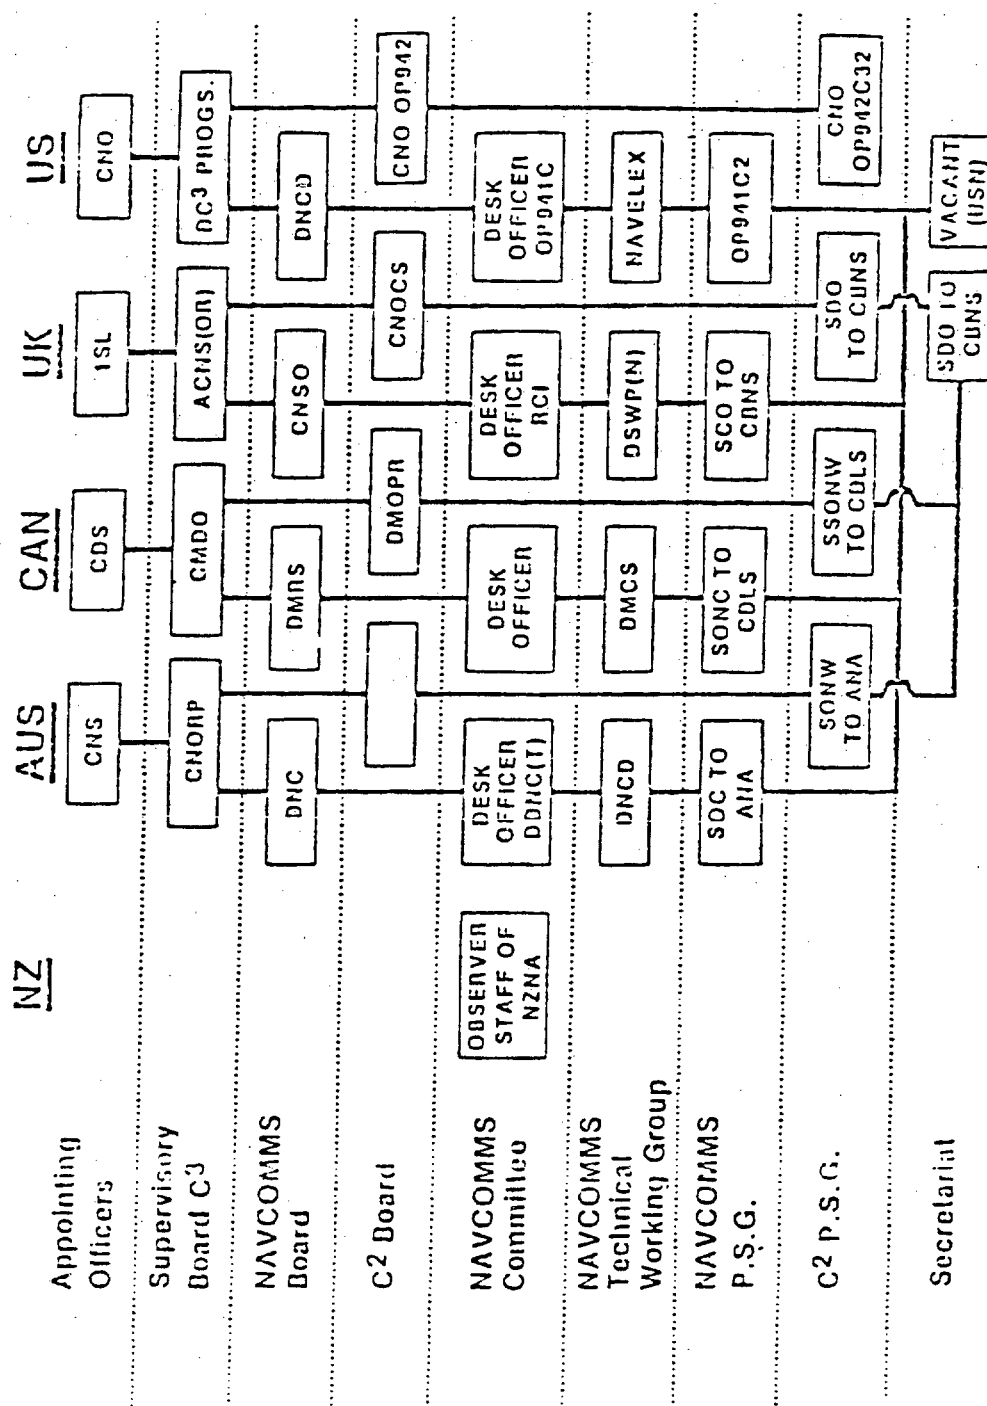 NZ
AUS
CAN
UK
US
Appointing
Officers
CNS
CDS
1SL
CNO
Supervisory
Board C³
CNORP
CMDO
ACNS(OR)
DC³ PROGS.
NAVCOMMS
Board
DNC
DMRS
CNSO
DNCD
C² Board
DMOPR
CNOCS
CNO OP942
NAVCOMMS
Committee
OBSERVER
STAFF OF
NZNA
DESK
OFFICER
DDNC(T)
DESK
OFFICER
DESK
OFFICER
RCI
DESK
OFFICER
OP941C
NAVCOMMS
Technical
Working Group
DNCD
DMCS
DSWP(N)
NAVELEX
NAVCOMMS
P.S.G.
SOC TO
ANA
SONC TO
CDLS
SCO TO
CBNS
OP941C2
C² P.S.G.
SONW
TO ANA
SSONW
TO CDLS
SDO
TO CBNS
CNO
OP942C32
Secretarial
SDO TO
CBNS
VACANT
(USN)